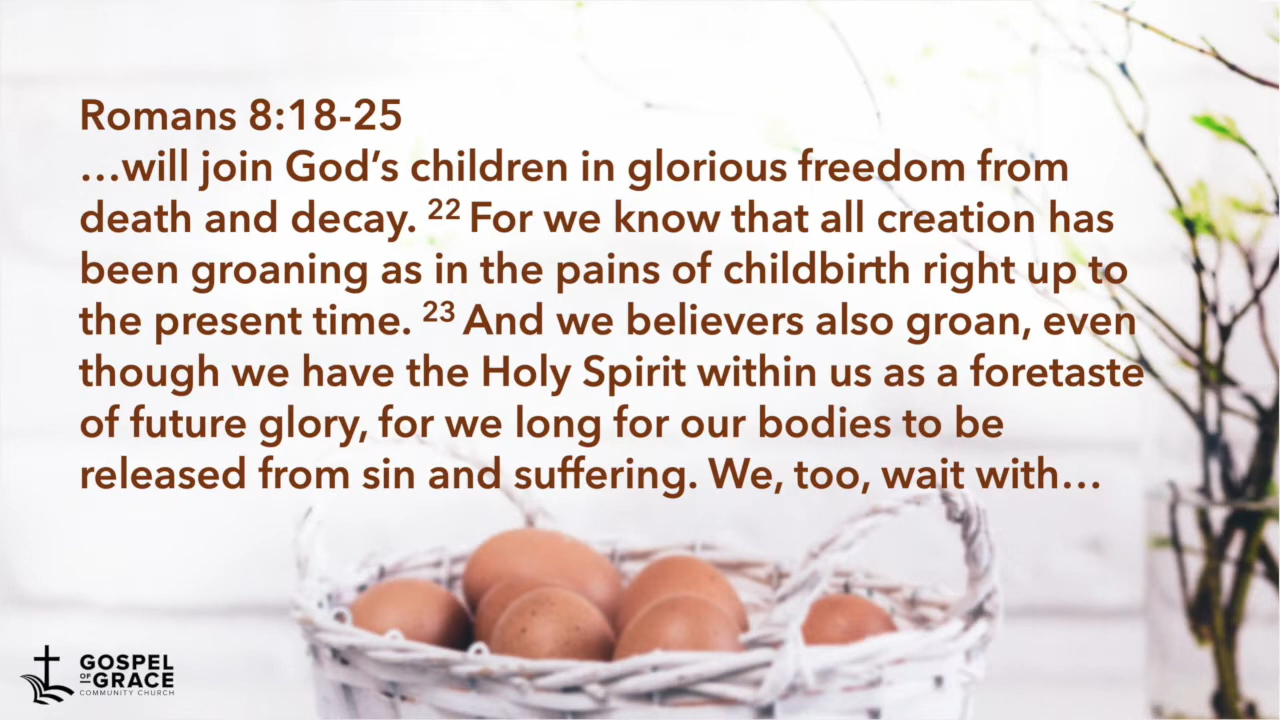 Romans 8:18-25
…will join God’s children in glorious freedom from
death and decay. ²² For we know that all creation has
been groaning as in the pains of childbirth right up to
the present time. ²³ And we believers also groan, even
though we have the Holy Spirit within us as a foretaste
of future glory, for we long for our bodies to be
released from sin and suffering. We, too, wait with…
GOSPEL
OF GRACE
COMMUNITY CHURCH